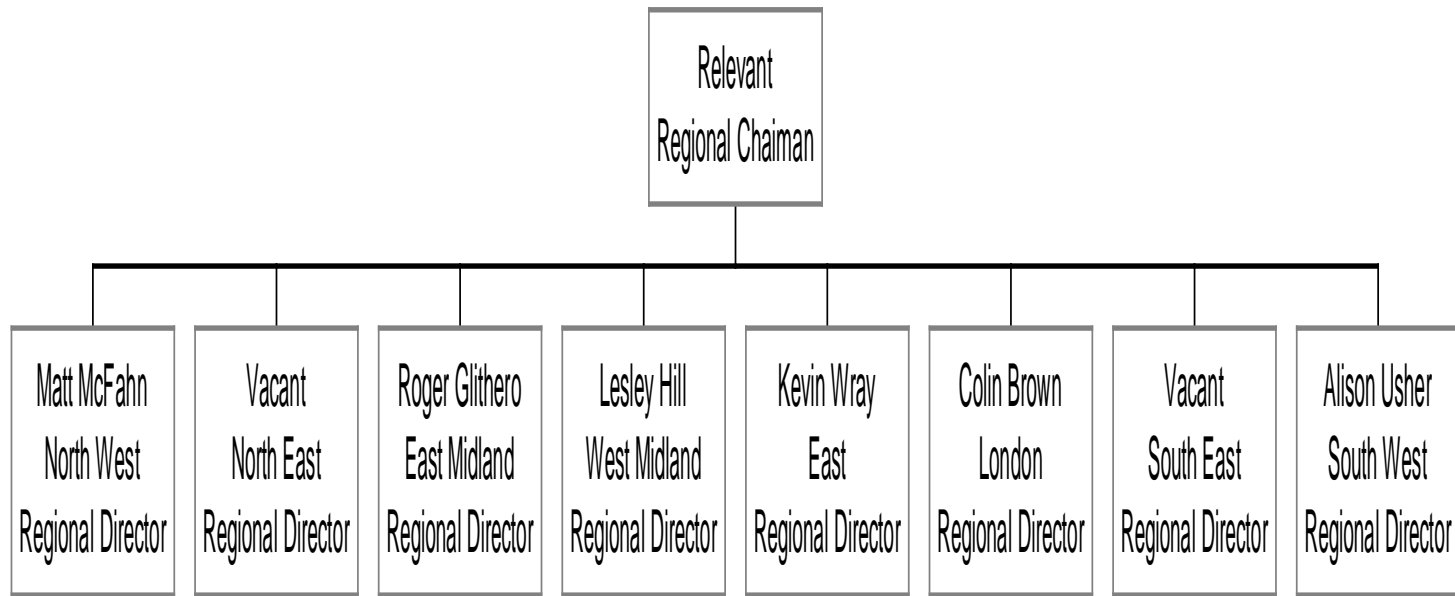 Relevant
Regional Chaiman
Matt McFahn
North West
Regional Director
Vacant
North East
Regional Director
Roger Glithero
East Midland
Regional Director
Lesley Hill
West Midland
Regional Director
Kevin Wray
East
Regional Director
Colin Brown
London
Regional Director
Vacant
South East
Regional Director
Alison Usher
South West
Regional Director